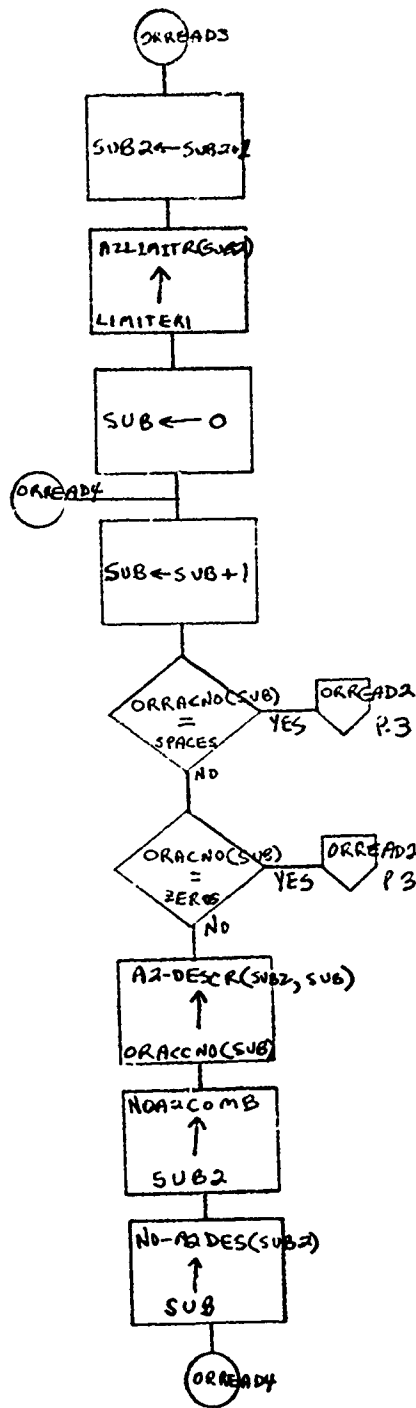 ORREAD3
SUB2←SUB2+1
A2LIMITR(SUB2)
↑
LIMITER1
SUB ← 0
ORREAD4
SUB←SUB+1
ORRACNO(SUB)
=
SPACES
YES
ORREAD2
P.3
NO
ORACNO(SUB)
=
ZEROS
YES
ORREAD2
P3
NO
A2-DESCR(SUB2, SUB)
↑
ORACCNO(SUB)
NOA2COMB
↑
SUB2
NO-A2DES(SUB2)
↑
SUB
ORREAD4